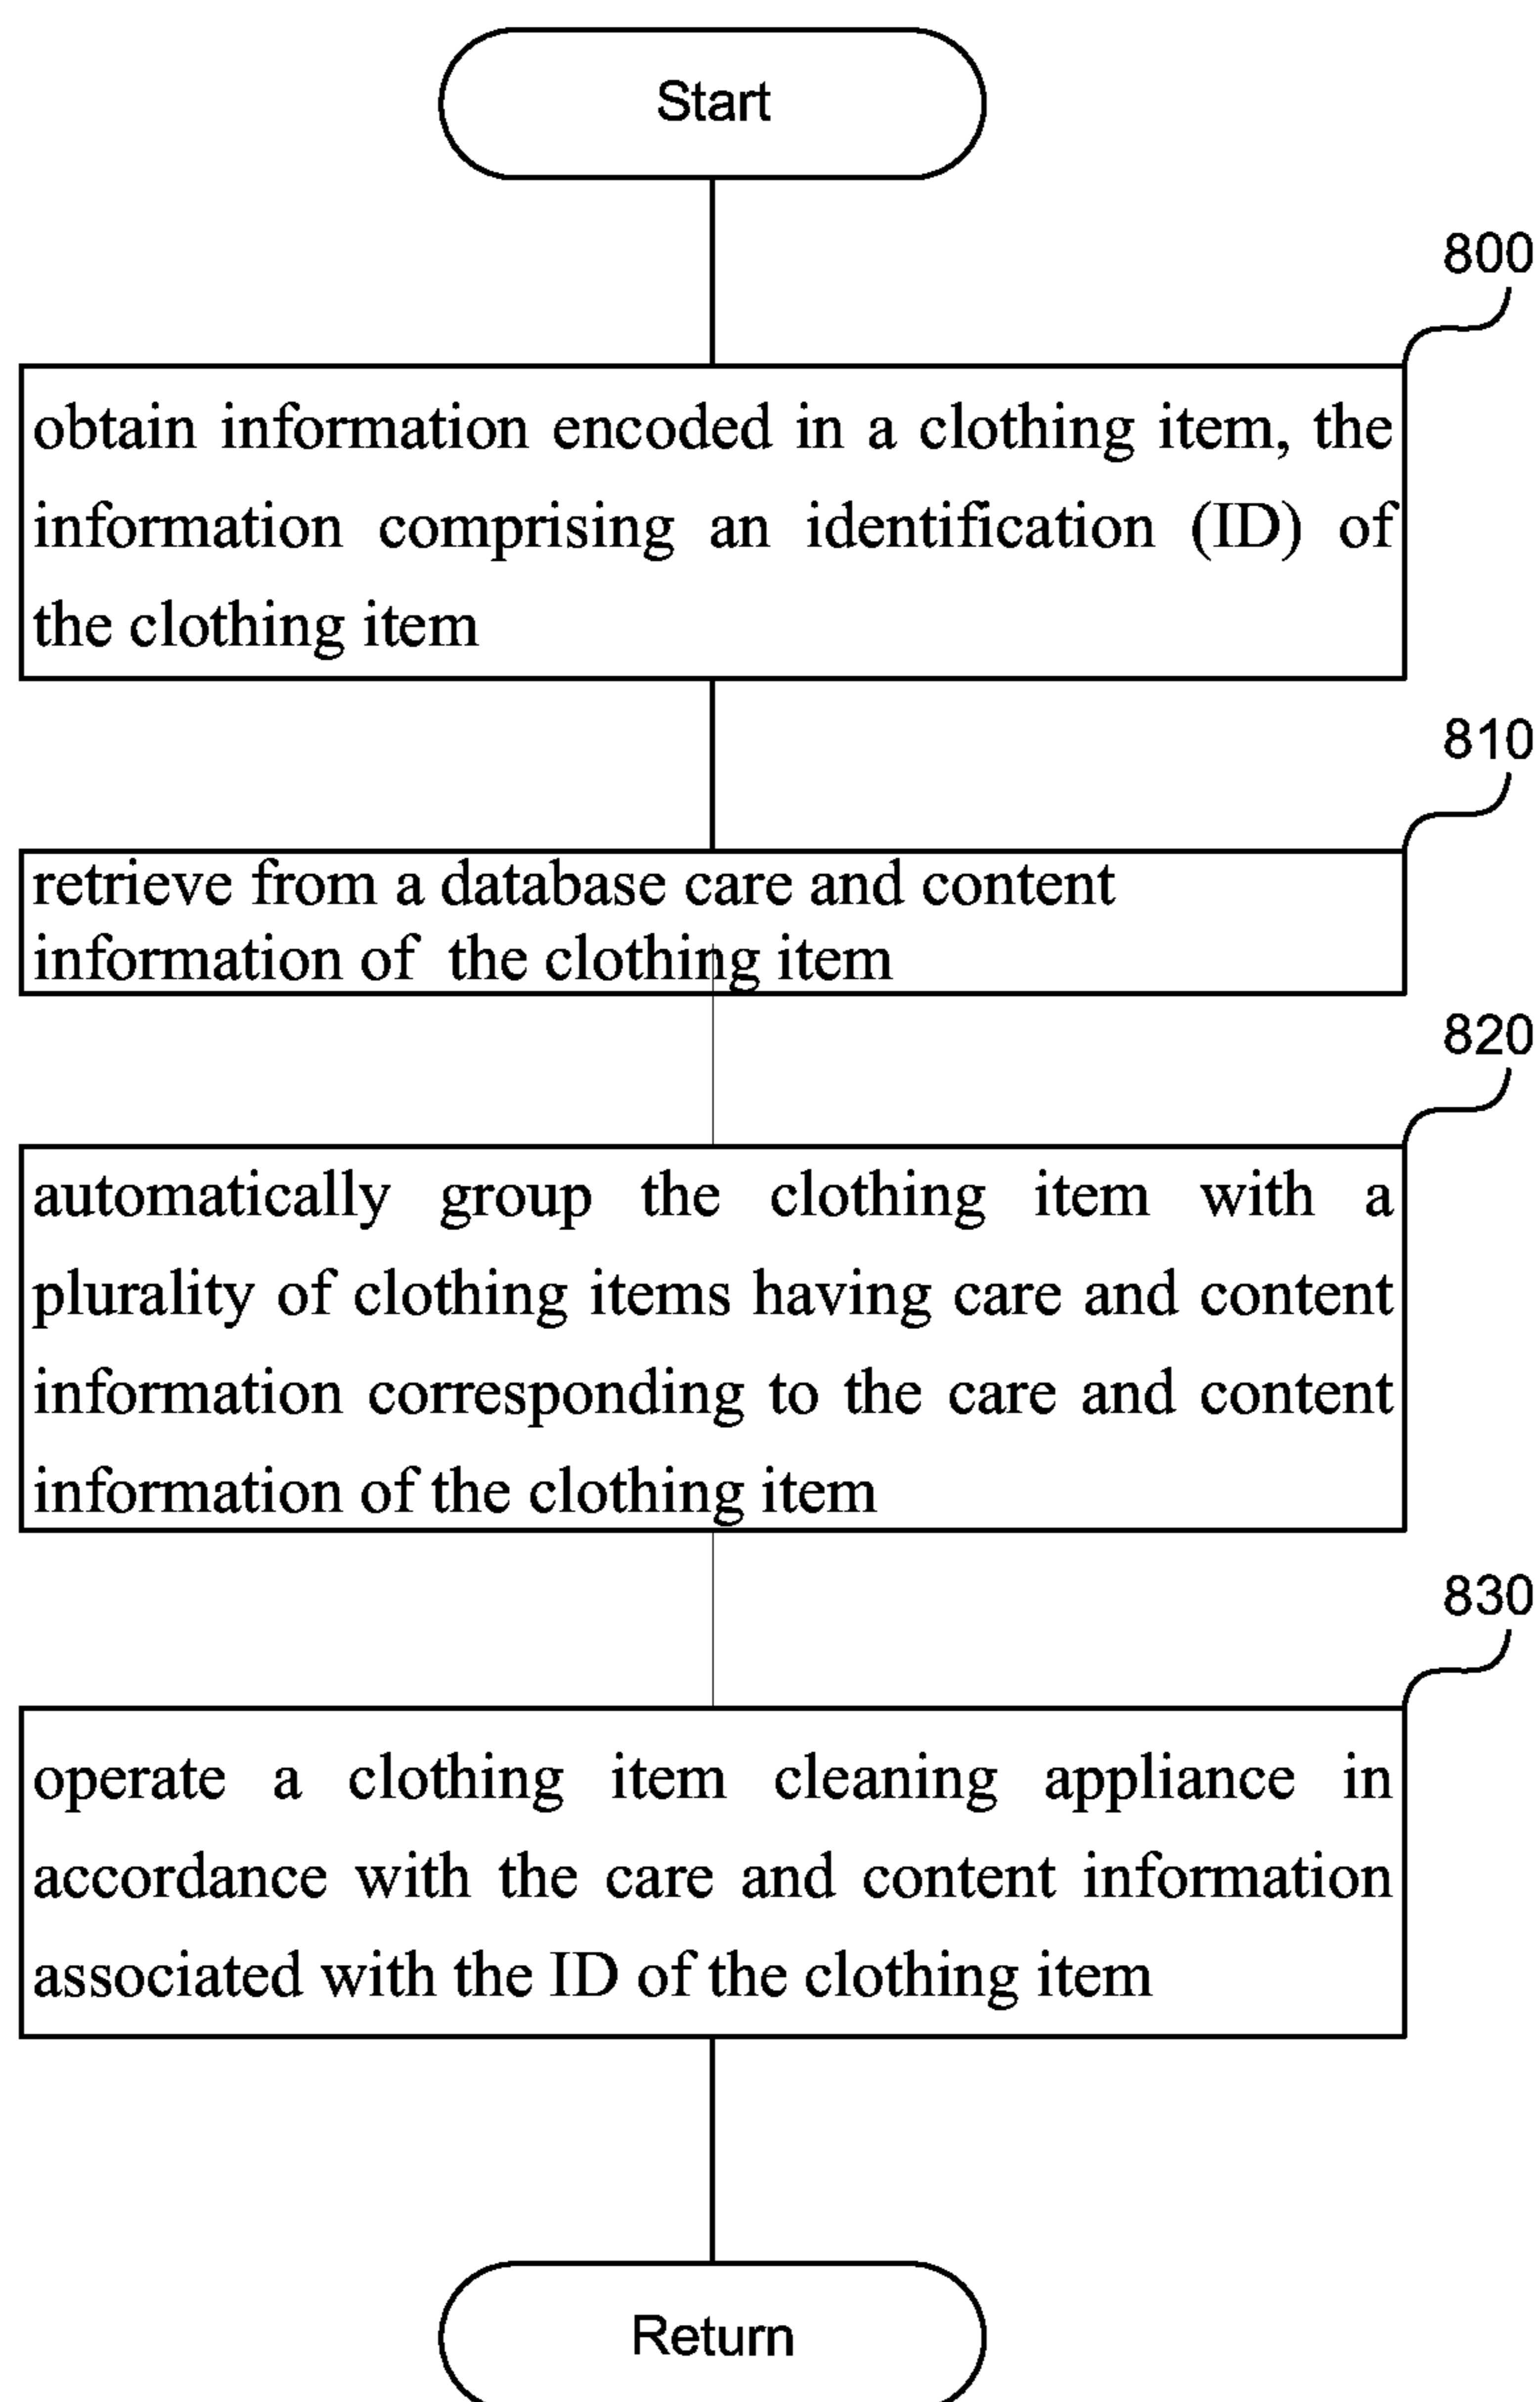 Start
800
obtain information encoded in a clothing item, the
information comprising an identification (ID) of
the clothing item
810
retrieve from a database care and content
information of the clothing item
820
automatically group the clothing item with a
plurality of clothing items having care and content
information corresponding to the care and content
information of the clothing item
830
operate a clothing item cleaning appliance in
accordance with the care and content information
associated with the ID of the clothing item
Return